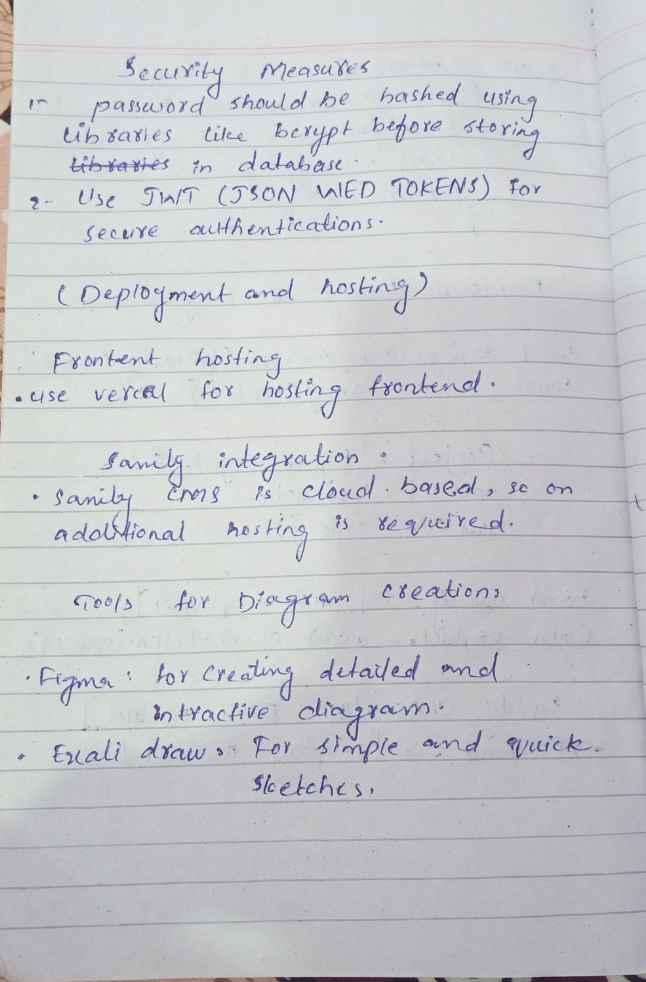 Security Measures
1- password should be hashed using
libraries like bcrypt before storing
libraries in database.
2- Use JWT (JSON WEB TOKENS) for
secure authentications.
( Deployment and hosting )
Frontent hosting
• use vercel for hosting frontend.
Sanity integration .
• Sanity cms is cloud. based, so on
additional hosting is required.
Tools for Diagram creation:
• Figma: for creating detailed and
intractive diagram.
• Excali draw: For simple and quick.
Sketches.